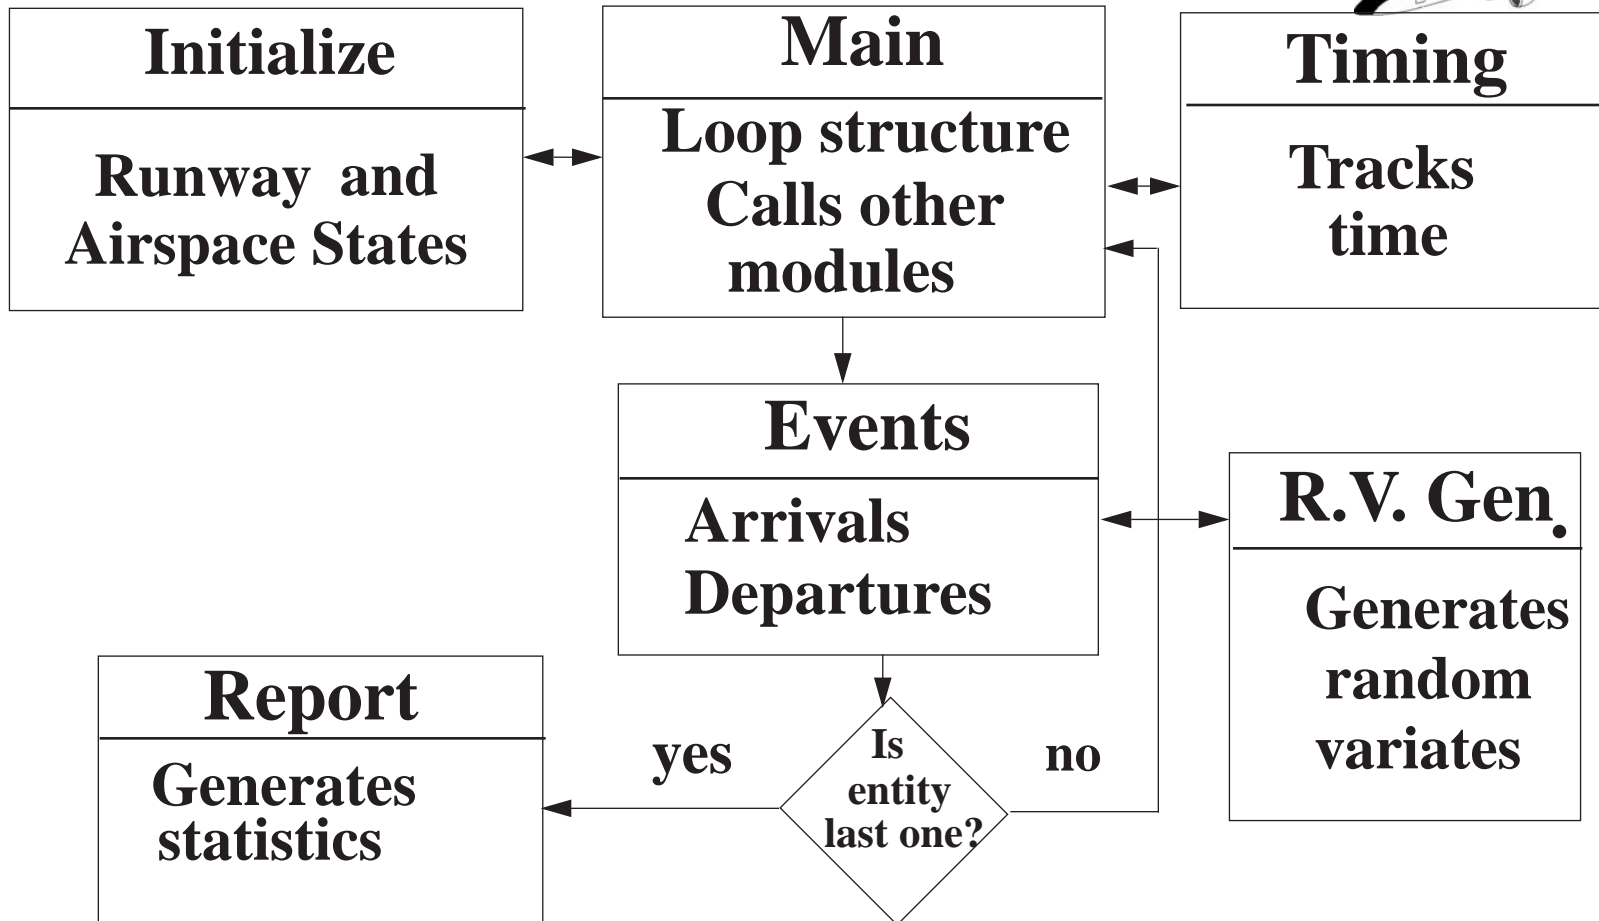 Initialize
Runway and
Airspace States
Main
Loop structure
Calls other
modules
Timing
Tracks
time
Events
Arrivals
Departures
R.V. Gen.
Generates
random
variates
Report
Generates
statistics
yes
Is
entity
last one?
no